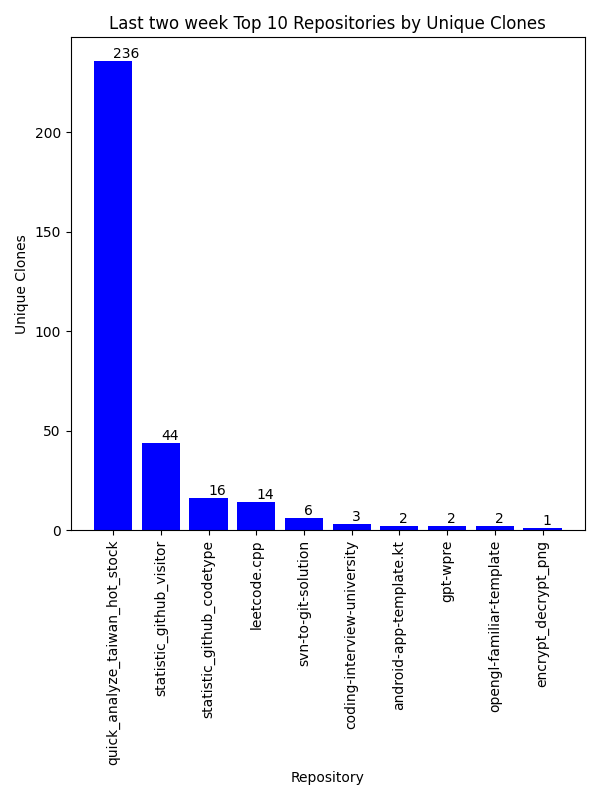 Last two week Top 10 Repositories by Unique Clones
Unique Clones
200
150
100
50
0
236
44
16
14
6
3
2
2
2
1
quick_analyze_taiwan_hot_stock
statistic_github_visitor
statistic_github_codetype
leetcode.cpp
svn-to-git-solution
coding-interview-university
android-app-template.kt
gpt-wpre
opengl-familiar-template
encrypt_decrypt_png
Repository